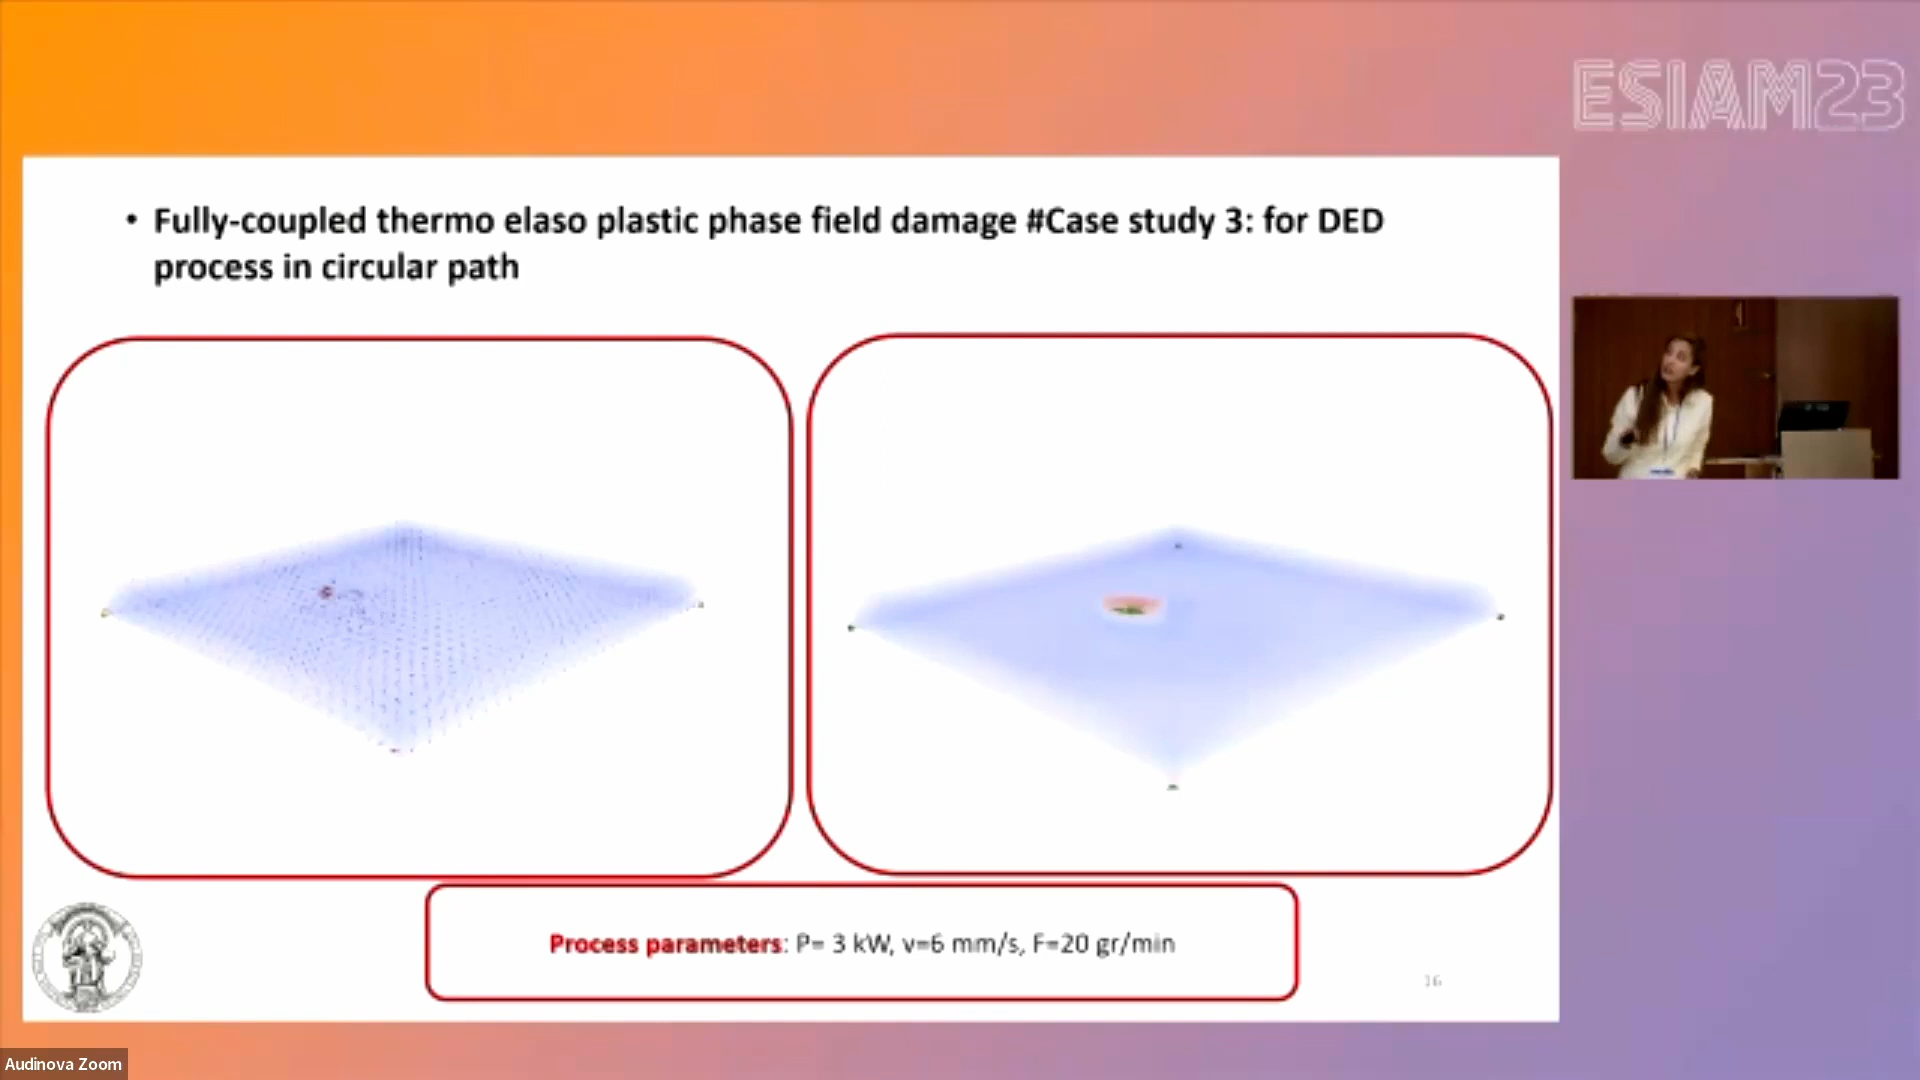 ESIAM23
• Fully-coupled thermo elaso plastic phase field damage #Case study 3: for DED
process in circular path
Process parameters: P= 3 kW, v=6 mm/s, F=20 gr/min
16
Audinova Zoom